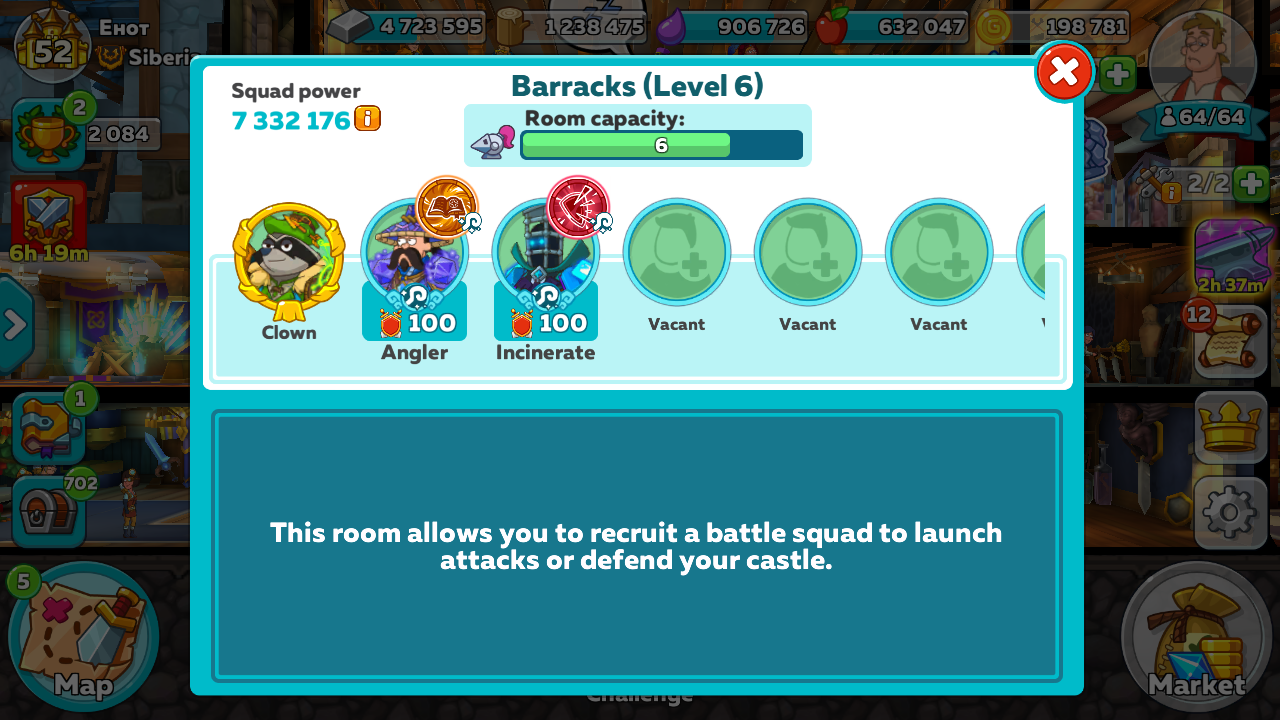 52
Енот
Siberi
4 723 595
1 238 475
906 726
632 047
G
198 781
2
2 084
6h 19m
1
702
5
Map
Barracks (Level 6)
Squad power
7 332 176
i
Room capacity:
6
Clown
100
Angler
100
Incinerate
Vacant
Vacant
Vacant
This room allows you to recruit a battle squad to launch
attacks or defend your castle.
64/64
i
2/2
2h 37m
12
Market
Challenge